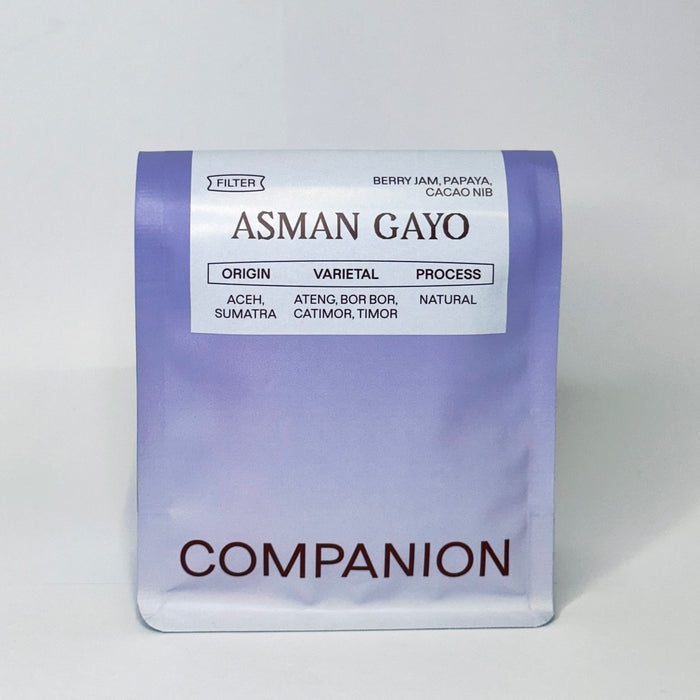 FILTER
BERRY JAM, PAPAYA,
CACAO NIB
ASMAN GAYO
ORIGIN VARIETAL PROCESS
ACEH, ATENG, BOR BOR, NATURAL
SUMATRA CATIMOR, TIMOR
COMPANION